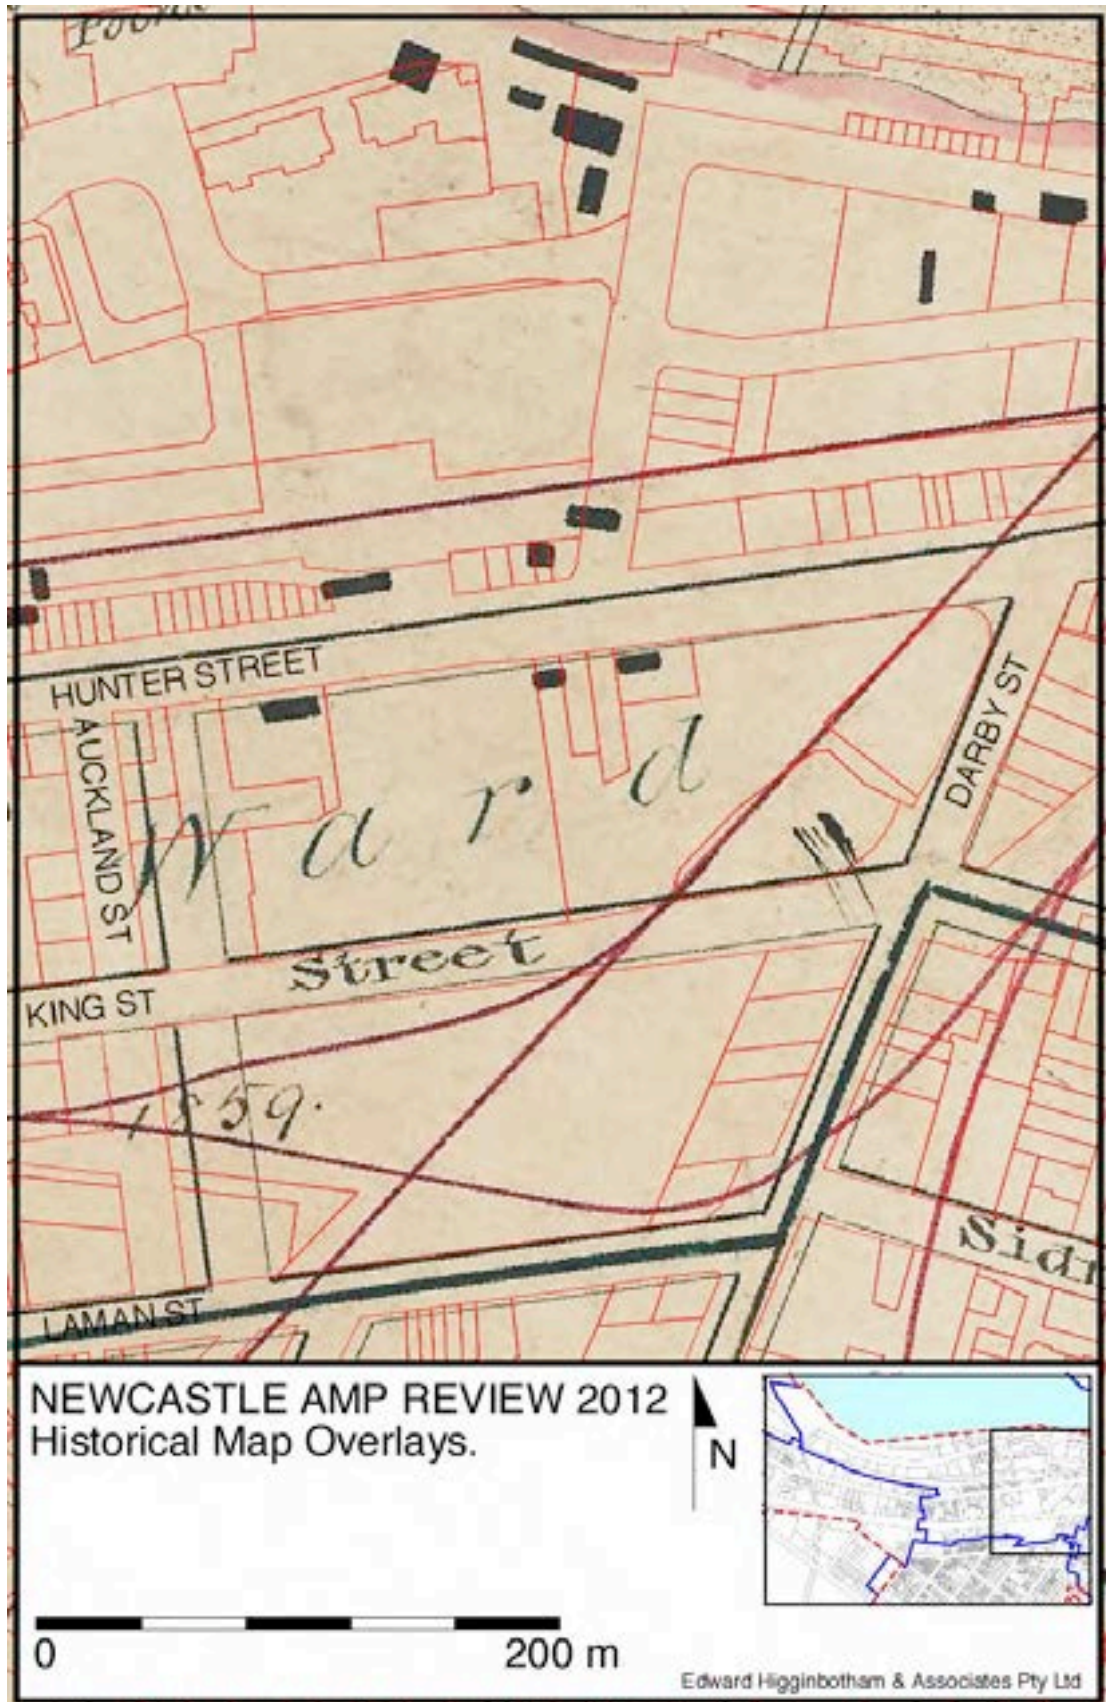 HUNTER STREET
DARBY ST
AUCKLAND ST
Ward
Street
KING ST
1859.
LAMAN ST
NEWCASTLE AMP REVIEW 2012
Historical Map Overlays.
N
0
200 m
Edward Higginbotham & Associates Pty Ltd